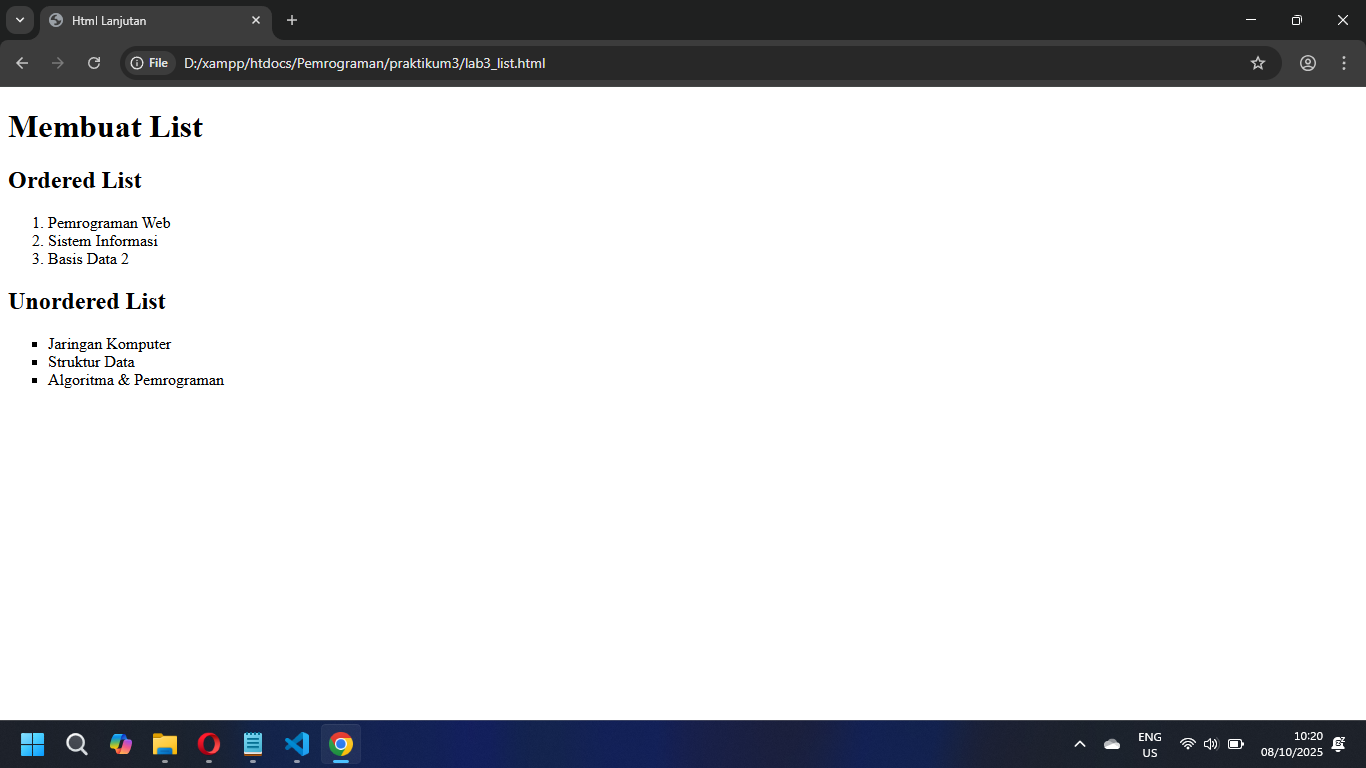 Html Lanjutan
File
D:/xampp/htdocs/Pemrograman/praktikum3/lab3_list.html
Membuat List
Ordered List
1. Pemrograman Web
2. Sistem Informasi
3. Basis Data 2
Unordered List
▪ Jaringan Komputer
▪ Struktur Data
▪ Algoritma & Pemrograman
ENG
US
10:20
08/10/2025